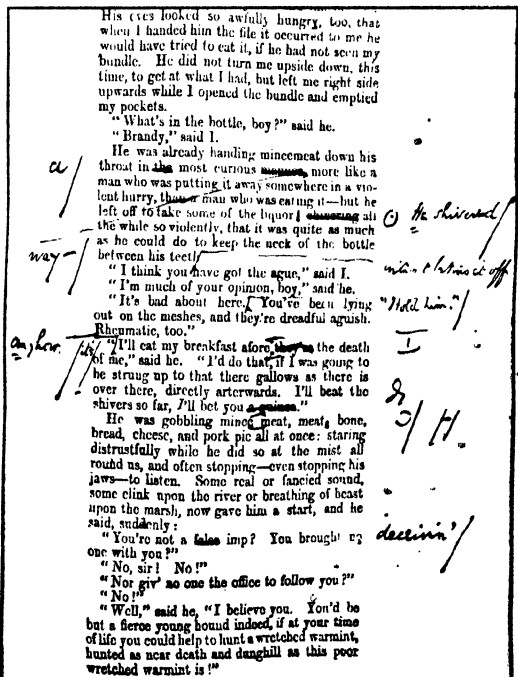 His eyes looked so awfully hungry, too, that
when I handed him the file it occurred to me he
would have tried to eat it, if he had not seen my
bundle. He did not turn me upside down, this
time, to get at what I had, but left me right side
upwards while I opened the bundle and emptied
my pockets.
"What's in the bottle, boy?" said he.
"Brandy," said I.
He was already handing mincemeat down his
a/
throat in the most curious manner, more like a
man who was putting it away somewhere in a vio-
lent hurry, than a man who was eating it—but he
left off to take some of the liquor, shivering all
He shivered/
the while so violently, that it was quite as much
as he could do to keep the neck of the bottle
way-/
between his teeth
it off
"I think you have got the ague," said I.
"I'm much of your opinion, boy," said he.
"It's bad about here. You've been lying
"Hold him."/
out on the meshes, and they're dreadful aguish.
Rheumatic, too."
I
anyhow.
"I'll eat my breakfast afore they're the death
of me," said he. "I'd do that, if I was going to
be strung up to that there gallows as there is
over there, directly arterwards. I'll beat the
shivers so far, I'll bet you a guinea."
He was gobbling mince meat, meat, bone,
H.
bread, cheese, and pork pie all at once: staring
distrustfully while he did so at the mist all
round us, and often stopping—even stopping his
jaws—to listen. Some real or fancied sound,
some clink upon the river or breathing of beast
upon the marsh, now gave him a start, and he
said, suddenly:
deceivin'/
"You're not a false imp? You brought no
one with you?"
"No, sir! No!"
"Nor giv' no one the office to follow you?"
"No!"
"Well," said he, "I believe you. You'd be
but a fierce young hound indeed, if at your time
of life you could help to hunt a wretched warmint,
hunted as near death and dunghill as this poor
wretched warmint is!"